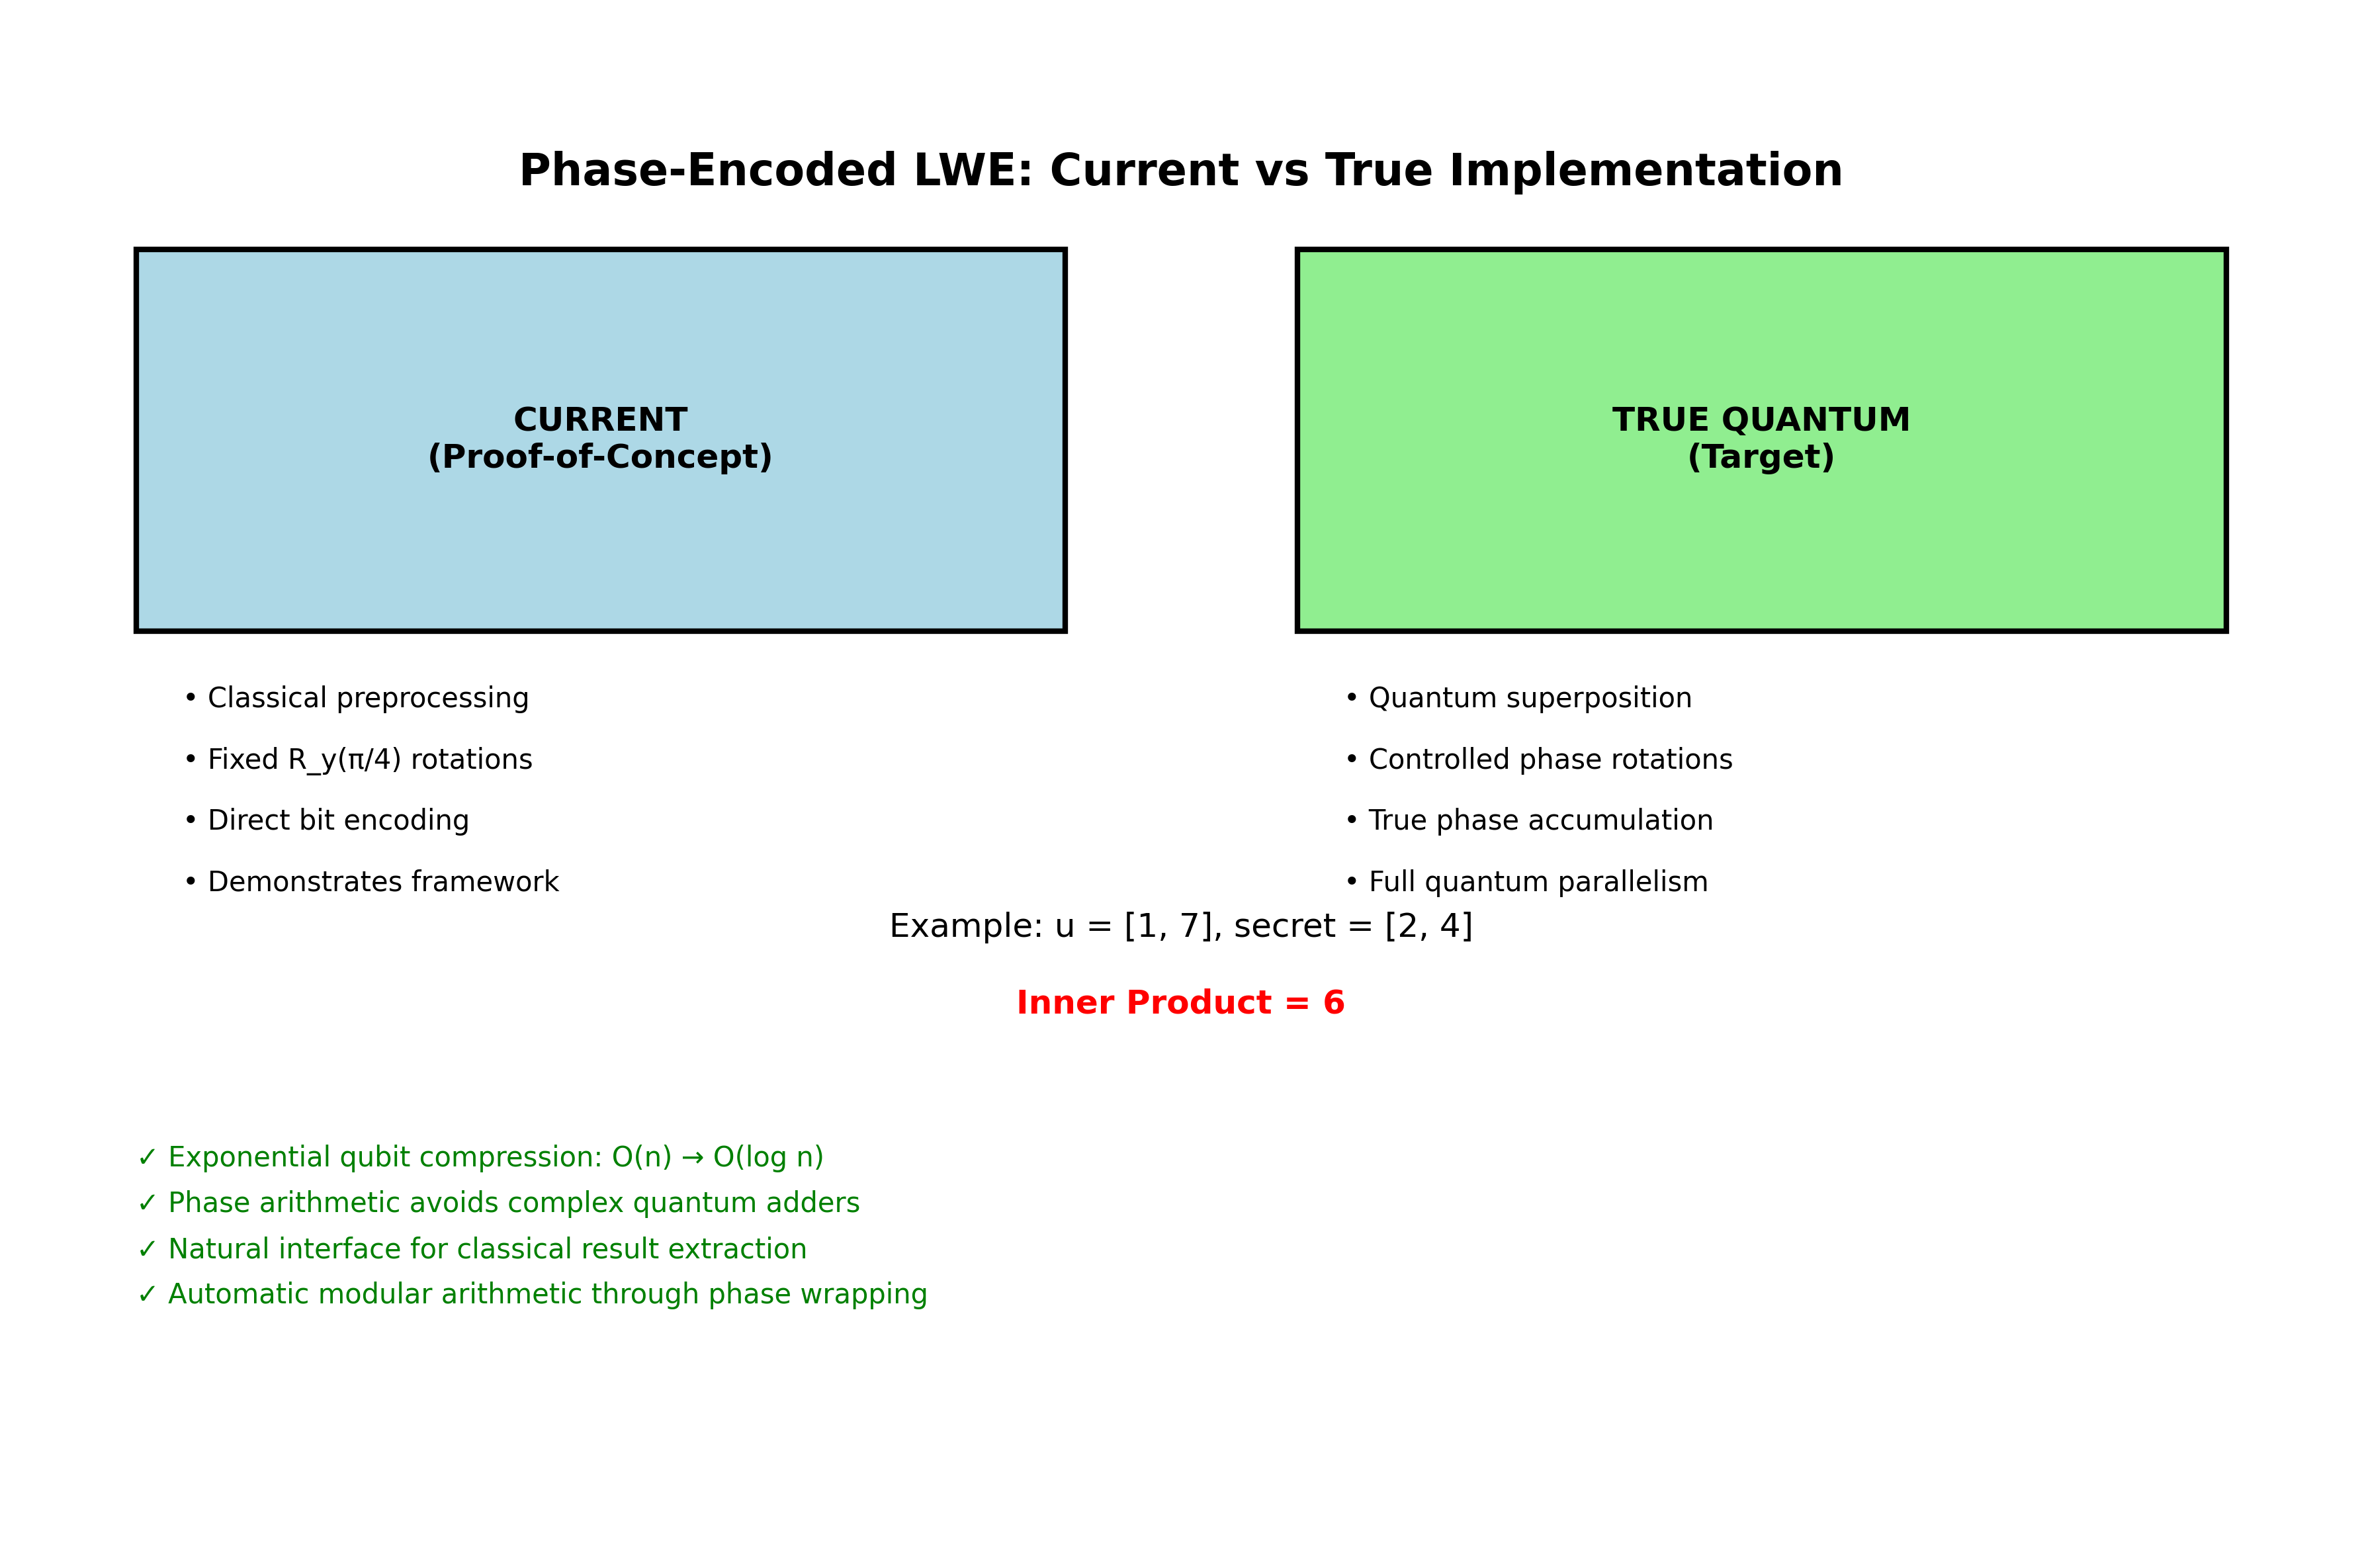 Phase-Encoded LWE: Current vs True Implementation
CURRENT
(Proof-of-Concept)
• Classical preprocessing
• Fixed R_y(π/4) rotations
• Direct bit encoding
• Demonstrates framework
TRUE QUANTUM
(Target)
• Quantum superposition
• Controlled phase rotations
• True phase accumulation
• Full quantum parallelism
Example: u = [1, 7], secret = [2, 4]
Inner Product = 6
✓ Exponential qubit compression: O(n) → O(log n)
✓ Phase arithmetic avoids complex quantum adders
✓ Natural interface for classical result extraction
✓ Automatic modular arithmetic through phase wrapping